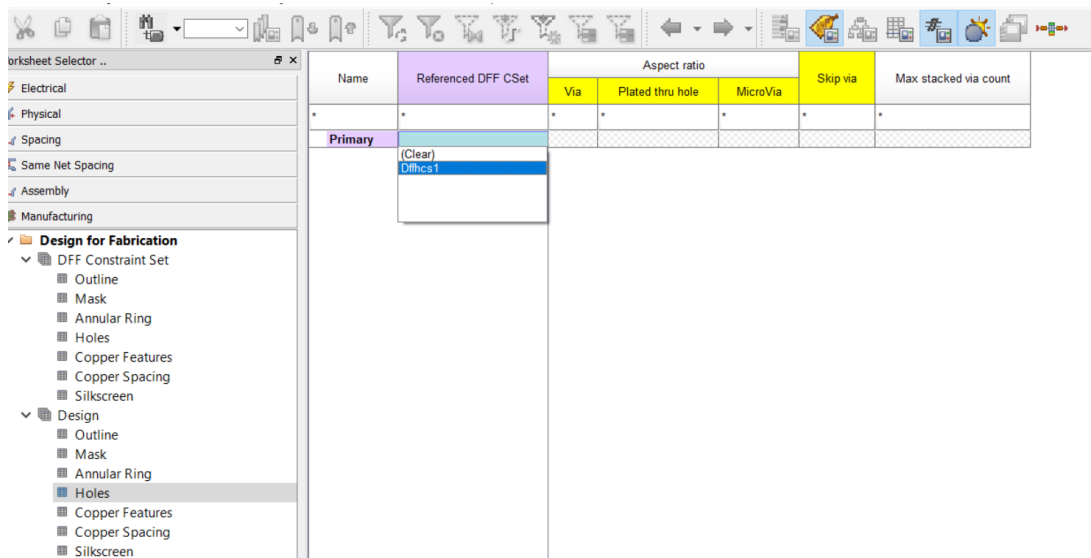 orksheet Selector ..
Electrical
Physical
Spacing
Same Net Spacing
Assembly
Manufacturing
Design for Fabrication
DFF Constraint Set
Outline
Mask
Annular Ring
Holes
Copper Features
Copper Spacing
Silkscreen
Design
Outline
Mask
Annular Ring
Holes
Copper Features
Copper Spacing
Silkscreen
Name Referenced DFF CSet Aspect ratio Skip via Max stacked via count
Via Plated thru hole MicroVia
* * * * * * *
Primary
(Clear)
Dffhcs1